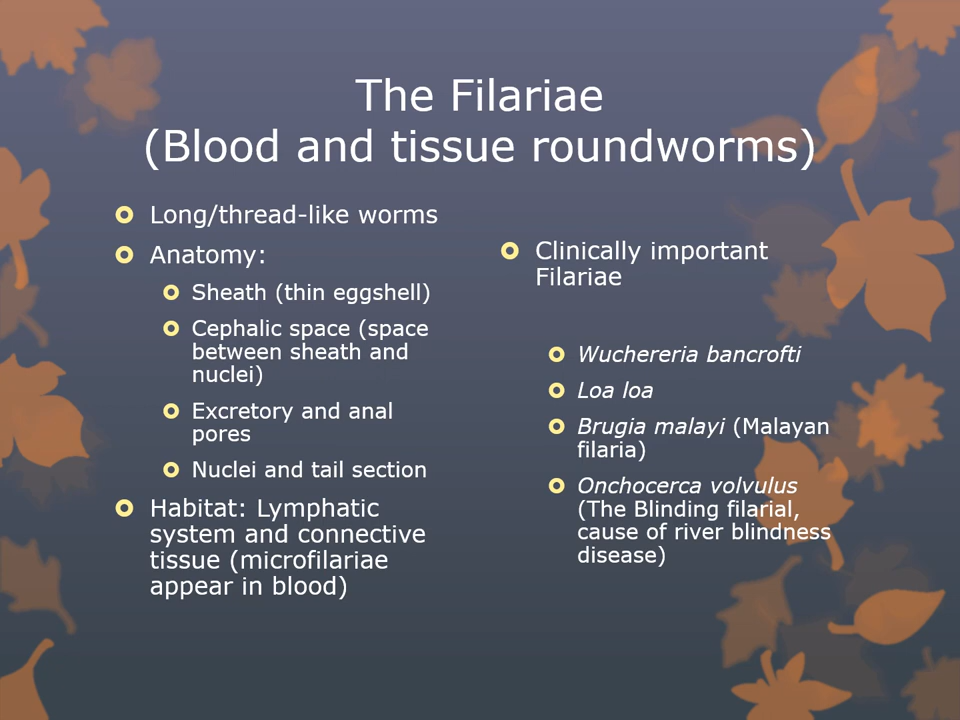 The Filariae
(Blood and tissue roundworms)
Long/thread-like worms
Anatomy:
Sheath (thin eggshell)
Cephalic space (space
between sheath and
nuclei)
Excretory and anal
pores
Nuclei and tail section
Habitat: Lymphatic
system and connective
tissue (microfilariae
appear in blood)
Clinically important
Filariae
Wuchereria bancrofti
Loa loa
Brugia malayi (Malayan
filaria)
Onchocerca volvulus
(The Blinding filarial,
cause of river blindness
disease)